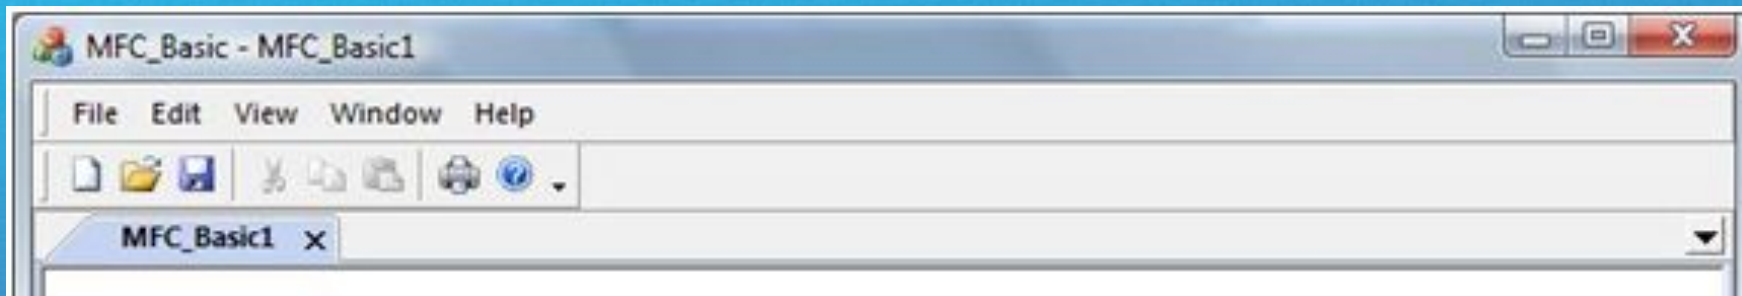 MFC_Basic - MFC_Basic1
File Edit View Window Help
MFC_Basic1